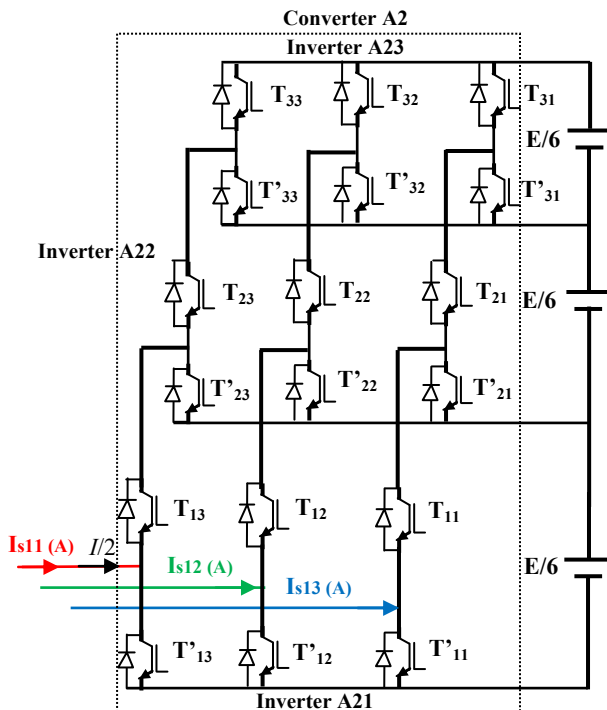 Converter A2
Inverter A23
T33
T32
T31
E/6
T'33
T'32
T'31
Inverter A22
T23
T22
T21
E/6
T'23
T'22
T'21
T13
T12
T11
Is11 (A)
I/2
Is12 (A)
E/6
Is13 (A)
T'13
T'12
T'11
Inverter A21